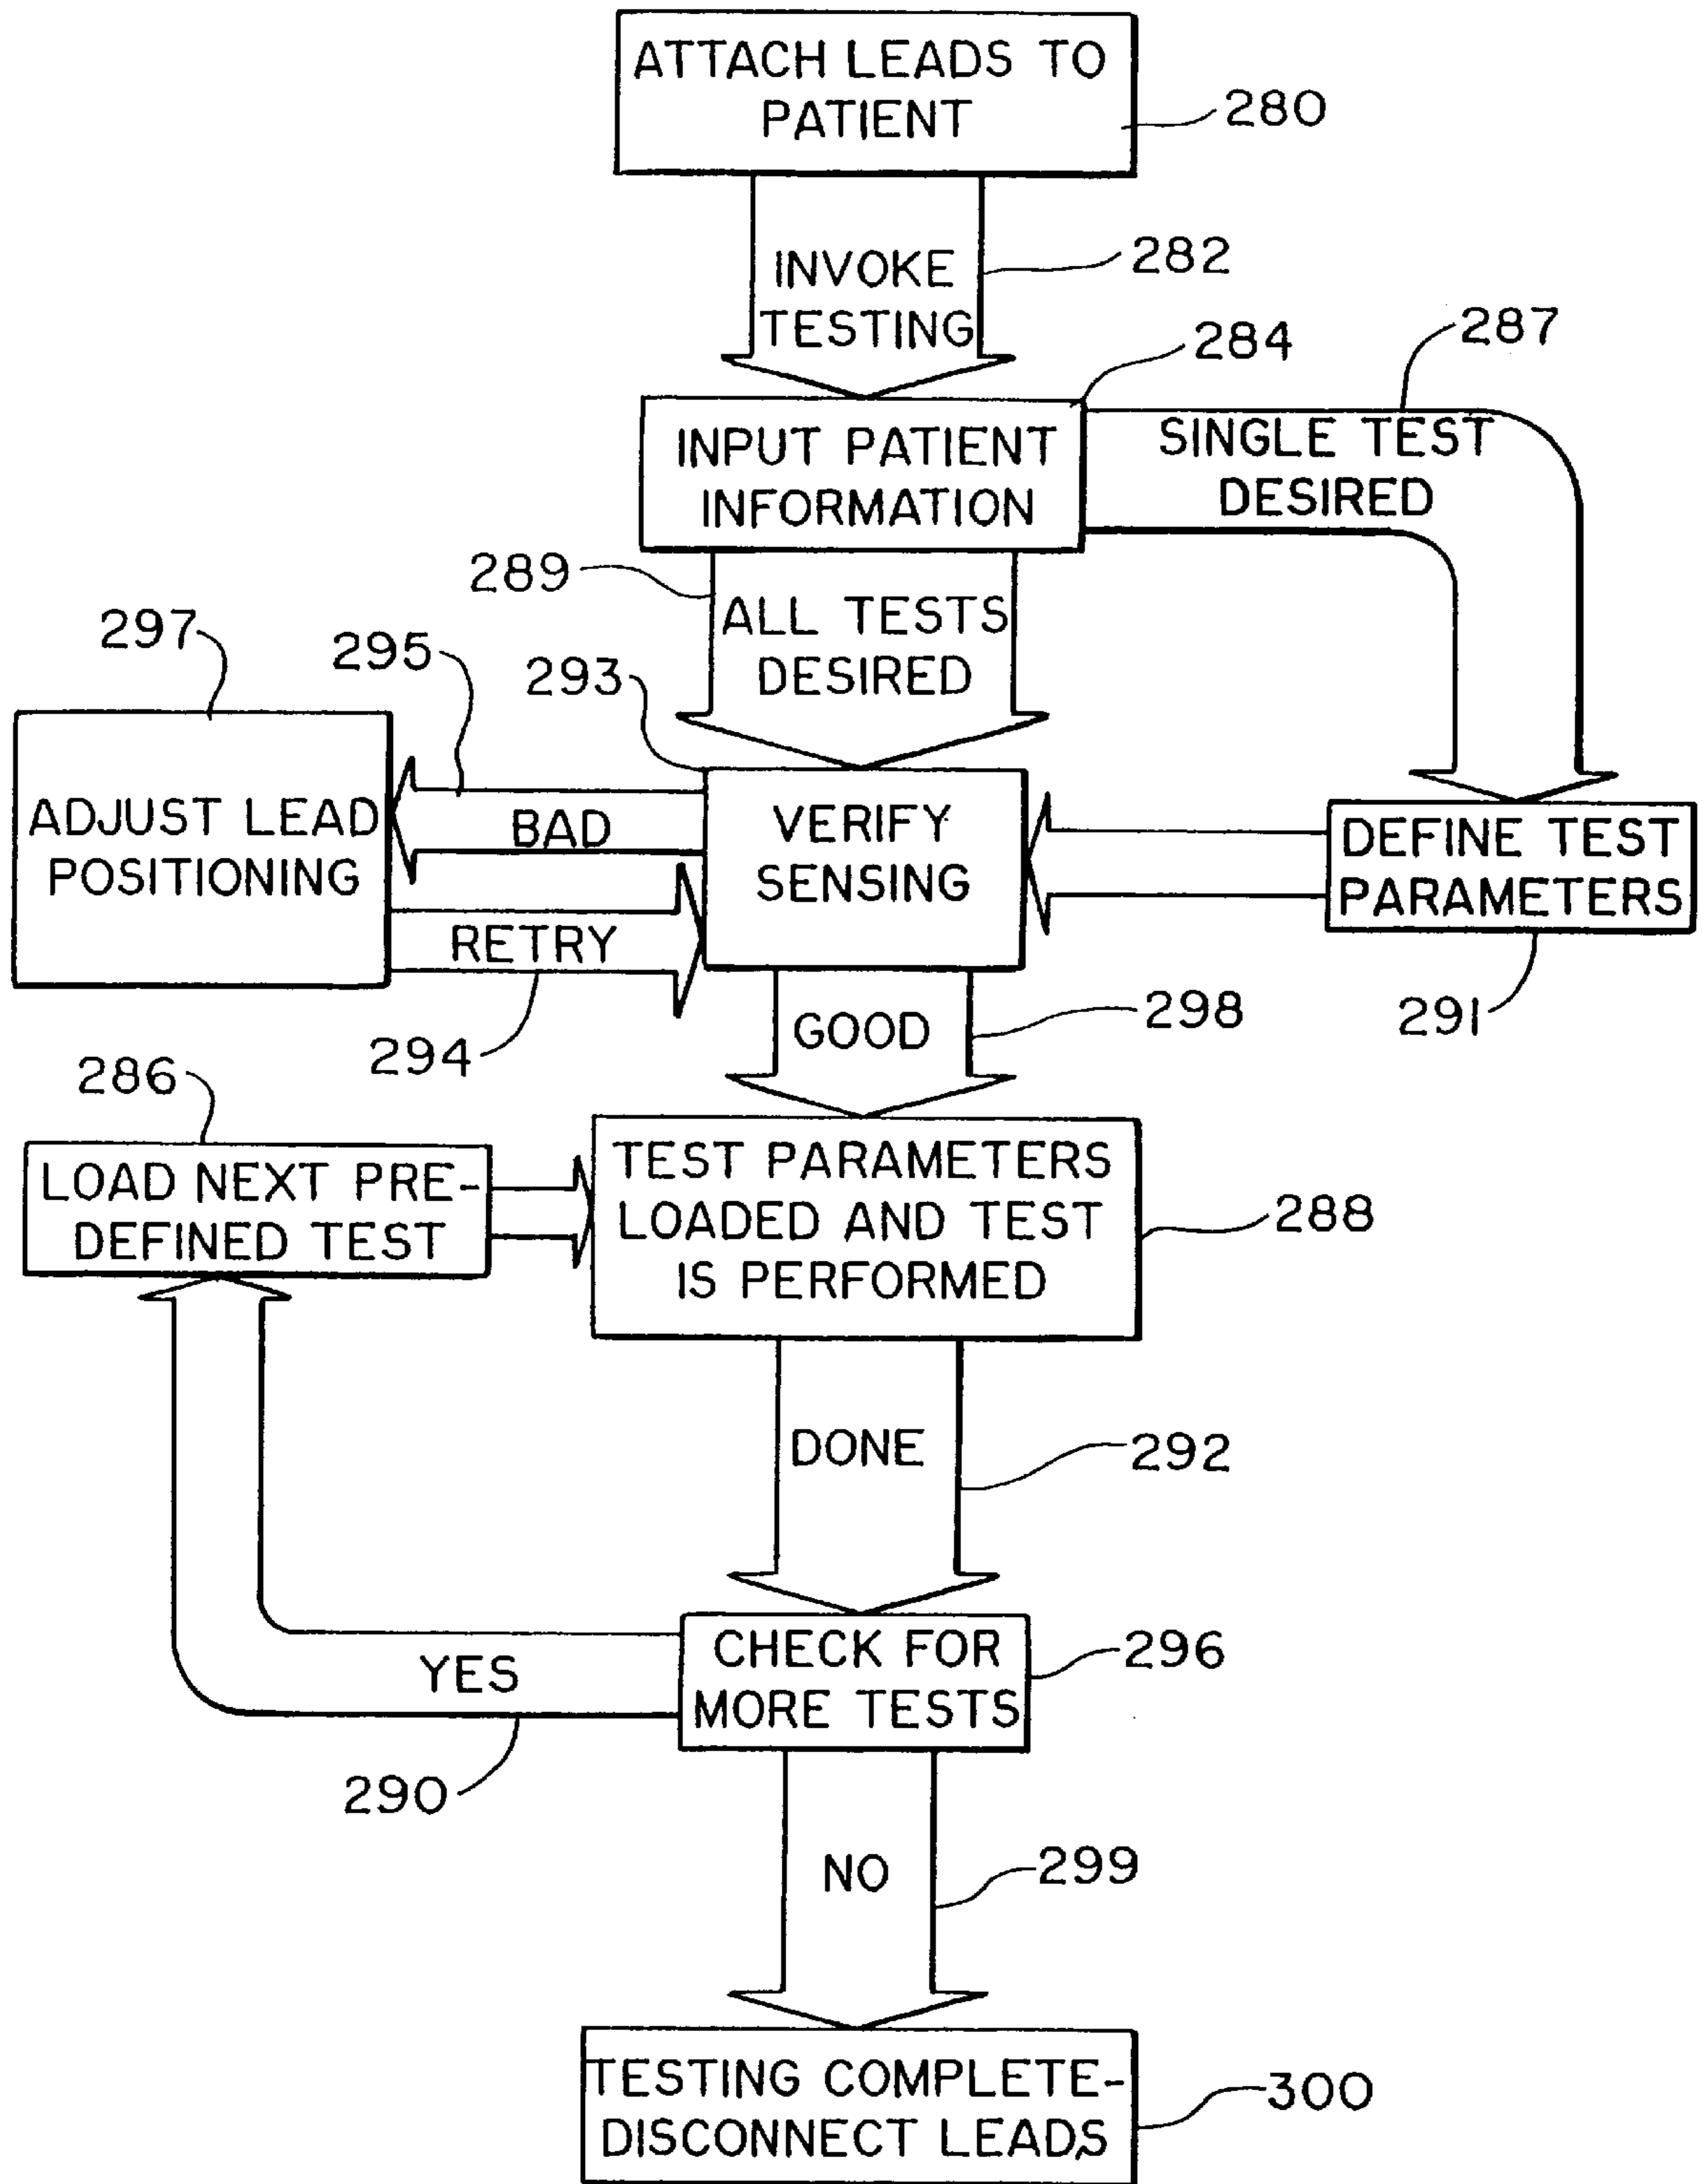 ATTACH LEADS TO
PATIENT
280
INVOKE
TESTING
282
284
287
INPUT PATIENT
INFORMATION
SINGLE TEST
DESIRED
289
ALL TESTS
DESIRED
297
295
293
ADJUST LEAD
POSITIONING
BAD
VERIFY
SENSING
DEFINE TEST
PARAMETERS
RETRY
294
GOOD
298
291
286
LOAD NEXT PRE-
DEFINED TEST
TEST PARAMETERS
LOADED AND TEST
IS PERFORMED
288
DONE
292
CHECK FOR
MORE TESTS
296
YES
290
NO
299
TESTING COMPLETE-
DISCONNECT LEADS
300